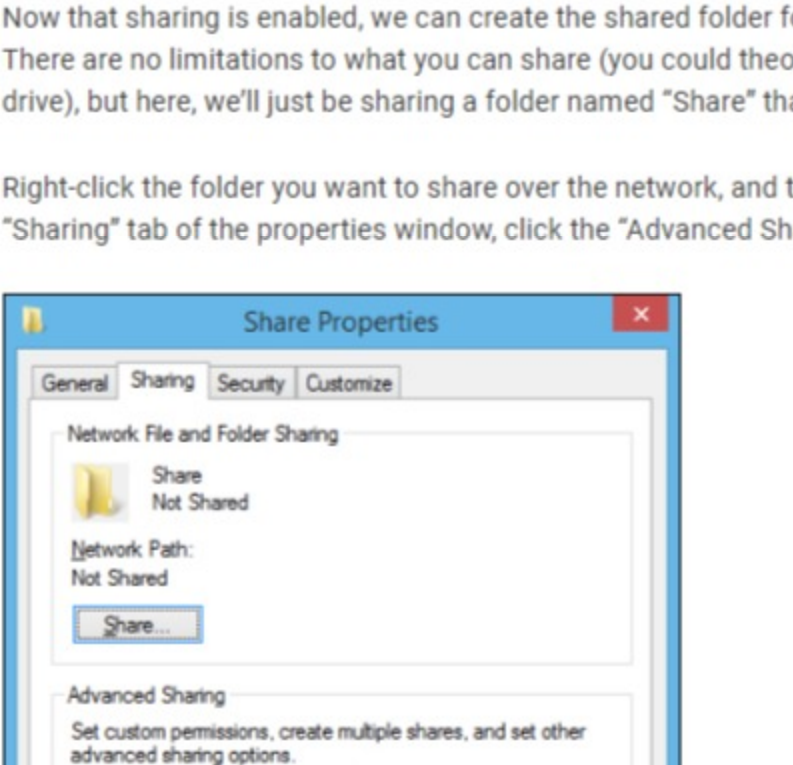 Now that sharing is enabled, we can create the shared folder
There are no limitations to what you can share (you could
drive), but here, we'll just be sharing a folder named “Share”
Right-click the folder you want to share over the network, and
“Sharing” tab of the properties window, click the “Advanced
Share Properties
General Sharing Security Customize
Network File and Folder Sharing
Share
Not Shared
Network Path:
Not Shared
Share...
Advanced Sharing
Set custom permissions, create multiple shares, and set other
advanced sharing options.